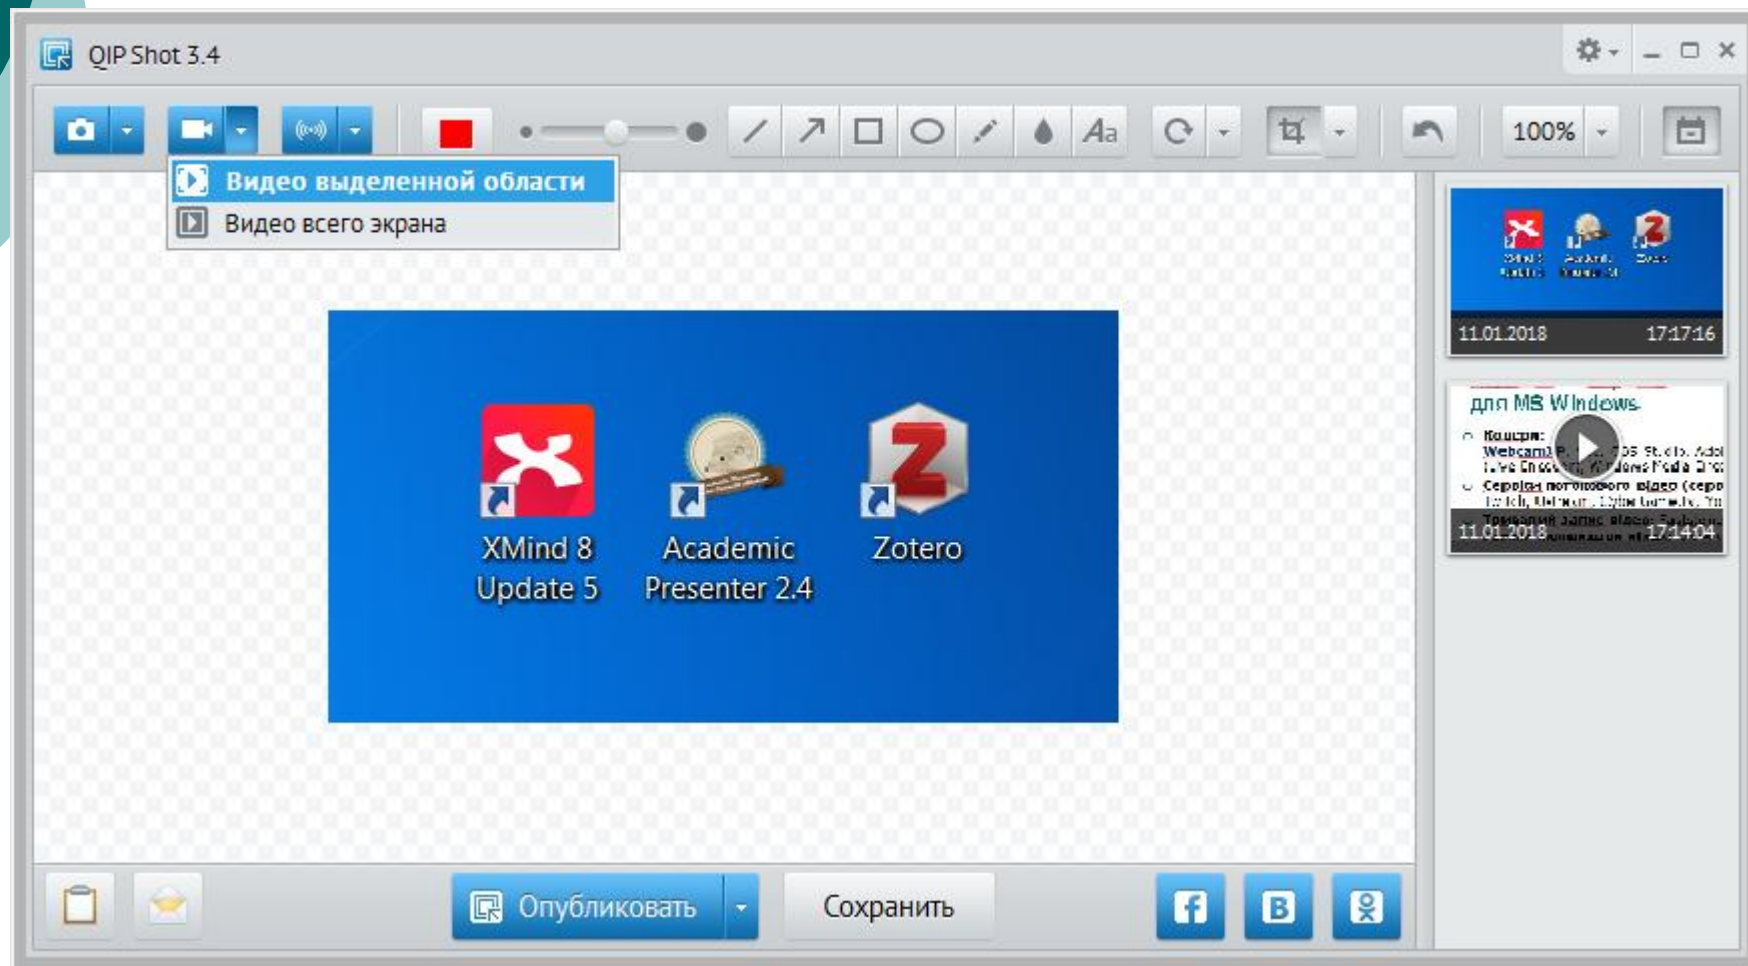 QIP Shot 3.4
Aa
100%
Видео выделенной области
Видео всего экрана
XMind 8
Update 5
Academic
Presenter 2.4
Zotero
11.01.2018 17:17:16
для MS Windows
11.01.2018 17:14:04
Опубликовать
Сохранить